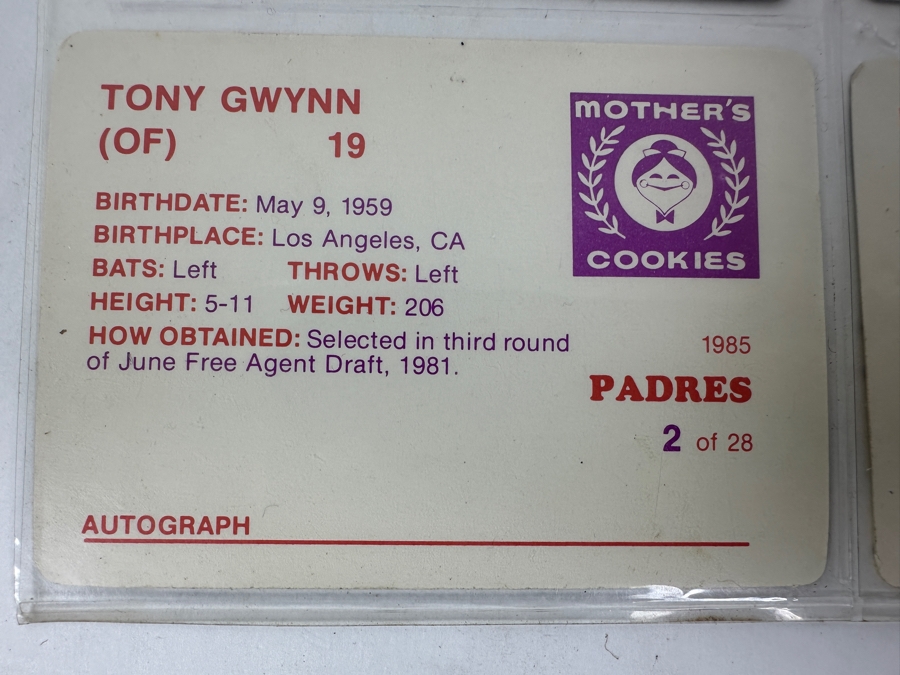 TONY GWYNN
(OF) 19
BIRTHDATE: May 9, 1959
BIRTHPLACE: Los Angeles, CA
BATS: Left THROWS: Left
HEIGHT: 5-11 WEIGHT: 206
HOW OBTAINED: Selected in third round
of June Free Agent Draft, 1981.
MOTHER'S
COOKIES
1985
PADRES
2 of 28
AUTOGRAPH